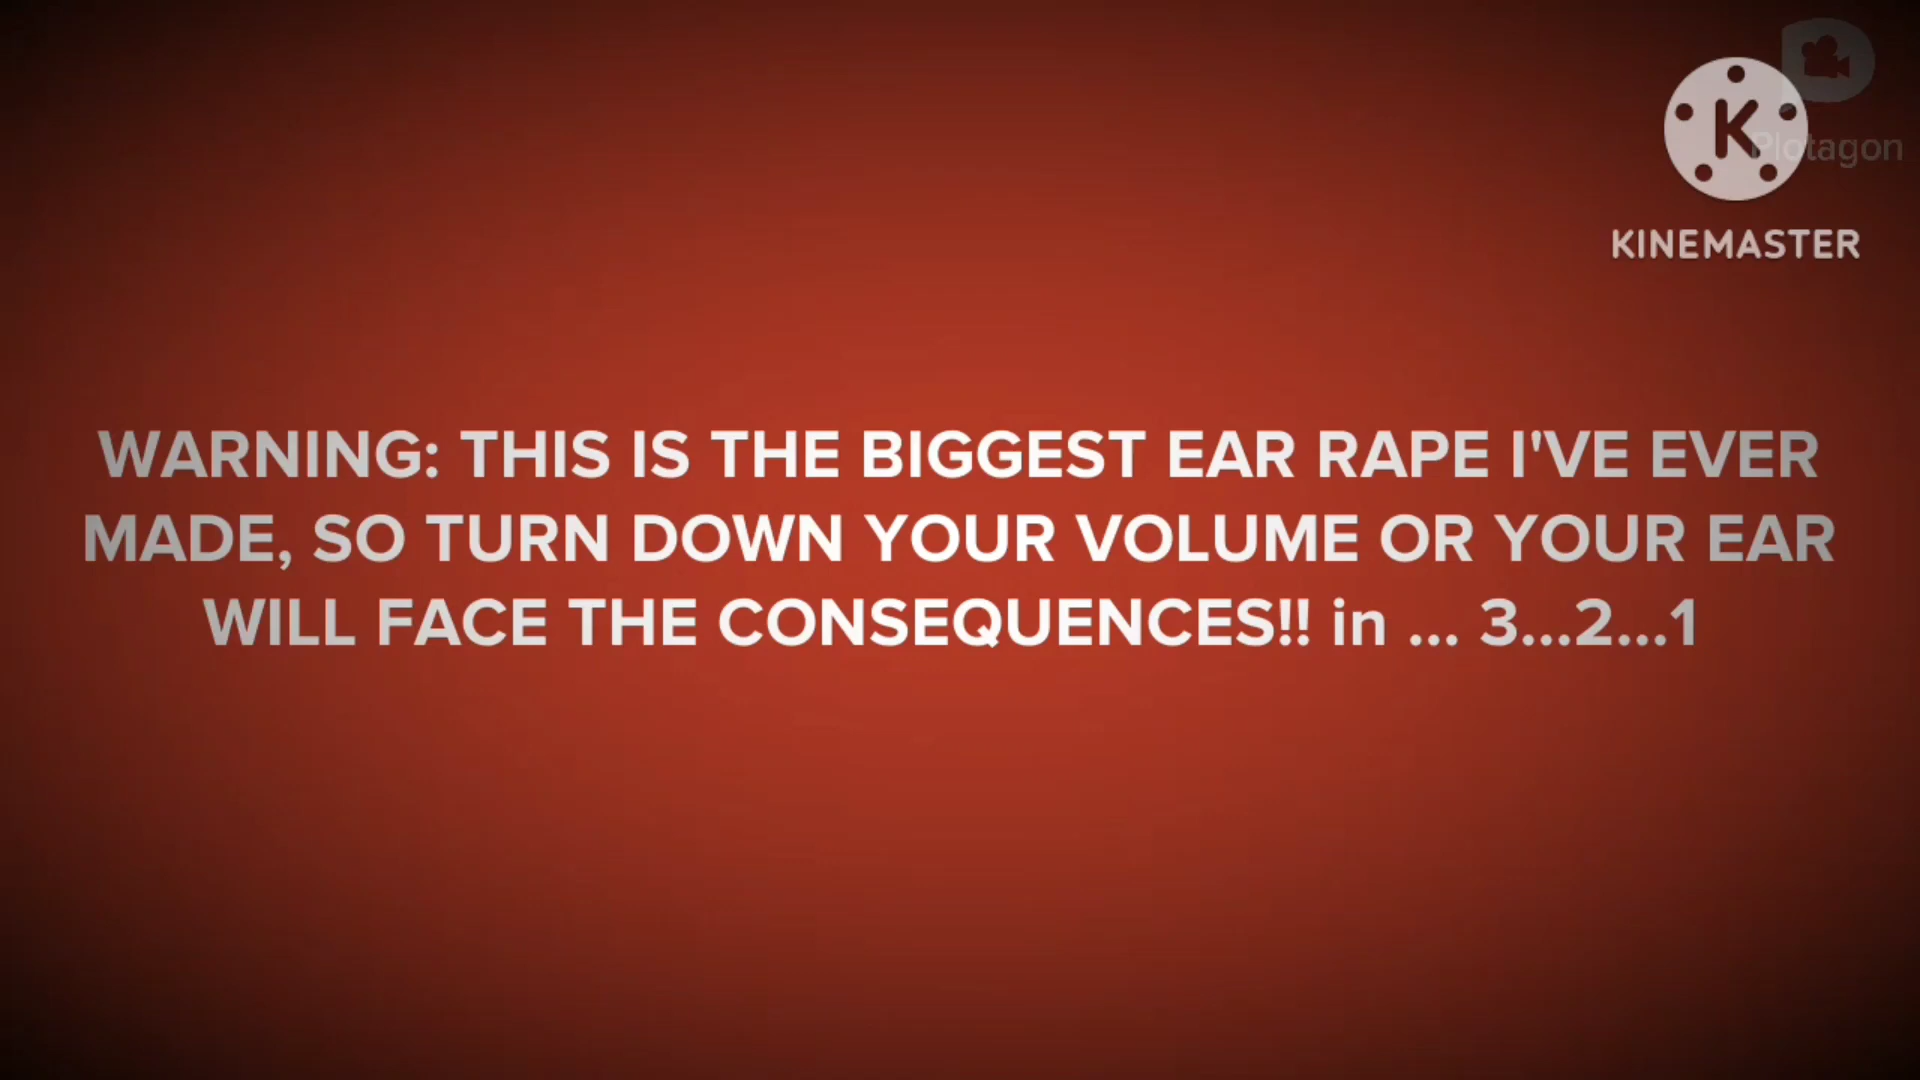 Plotagon
KINEMASTER
WARNING: THIS IS THE BIGGEST EAR RAPE I'VE EVER
MADE, SO TURN DOWN YOUR VOLUME OR YOUR EAR
WILL FACE THE CONSEQUENCES!! in ... 3...2...1